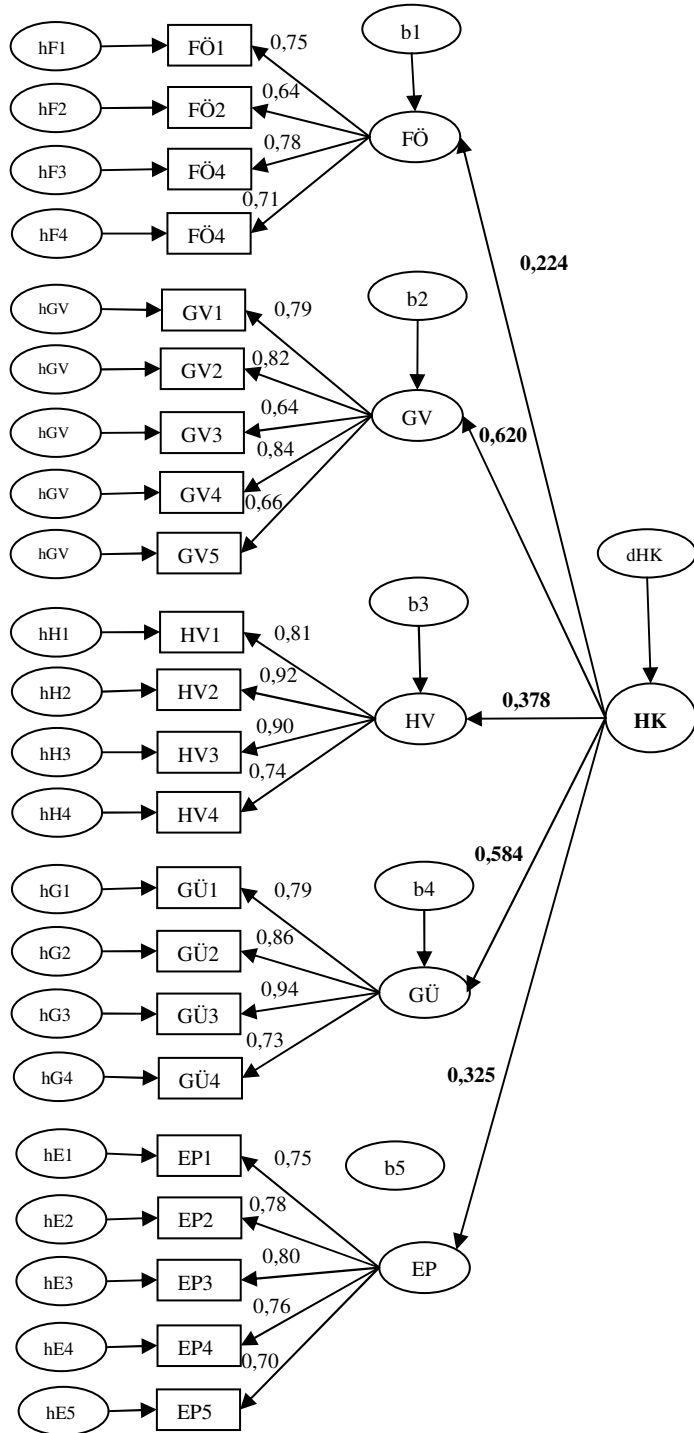 b1
hF1
FÖ1
0,75
hF2
FÖ2
0,64
FÖ
hF3
FÖ4
0,78
hF4
FÖ4
0,71
0,224
b2
hGV
GV1
0,79
hGV
GV2
0,82
hGV
GV3
0,64
GV
0,620
hGV
GV4
0,84
hGV
GV5
0,66
dHK
b3
hH1
HV1
0,81
hH2
HV2
0,92
HV
0,378
HK
hH3
HV3
0,90
hH4
HV4
0,74
0,584
b4
hG1
GÜ1
0,79
hG2
GÜ2
0,86
GÜ
hG3
GÜ3
0,94
hG4
GÜ4
0,73
0,325
b5
hE1
EP1
0,75
hE2
EP2
0,78
EP
hE3
EP3
0,80
hE4
EP4
0,76
hE5
EP5
0,70